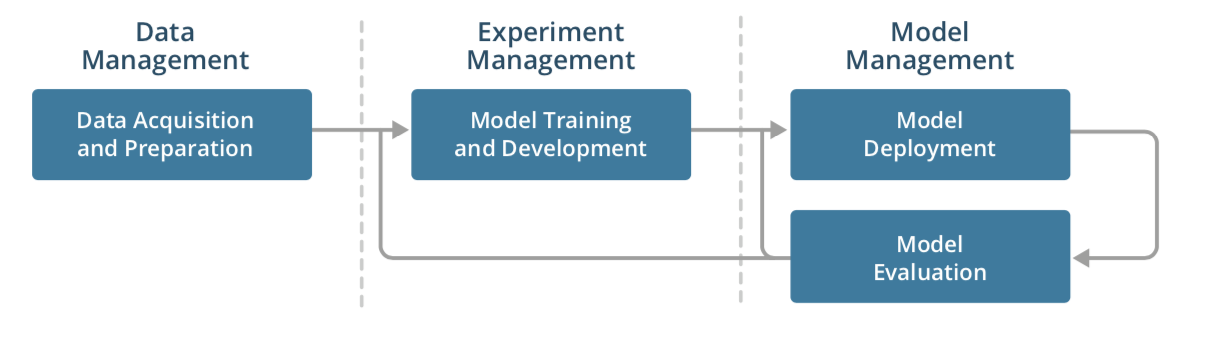 Data
Management
Experiment
Management
Model
Management
Data Acquisition
and Preparation
Model Training
and Development
Model
Deployment
Model
Evaluation